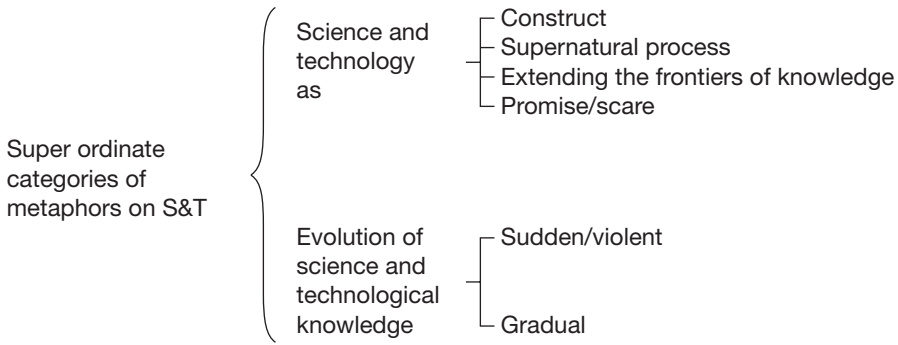 Super ordinate
categories of
metaphors on S&T
Science and
technology
as
Construct
Supernatural process
Extending the frontiers of knowledge
Promise/scare
Evolution of
science and
technological
knowledge
Sudden/violent
Gradual